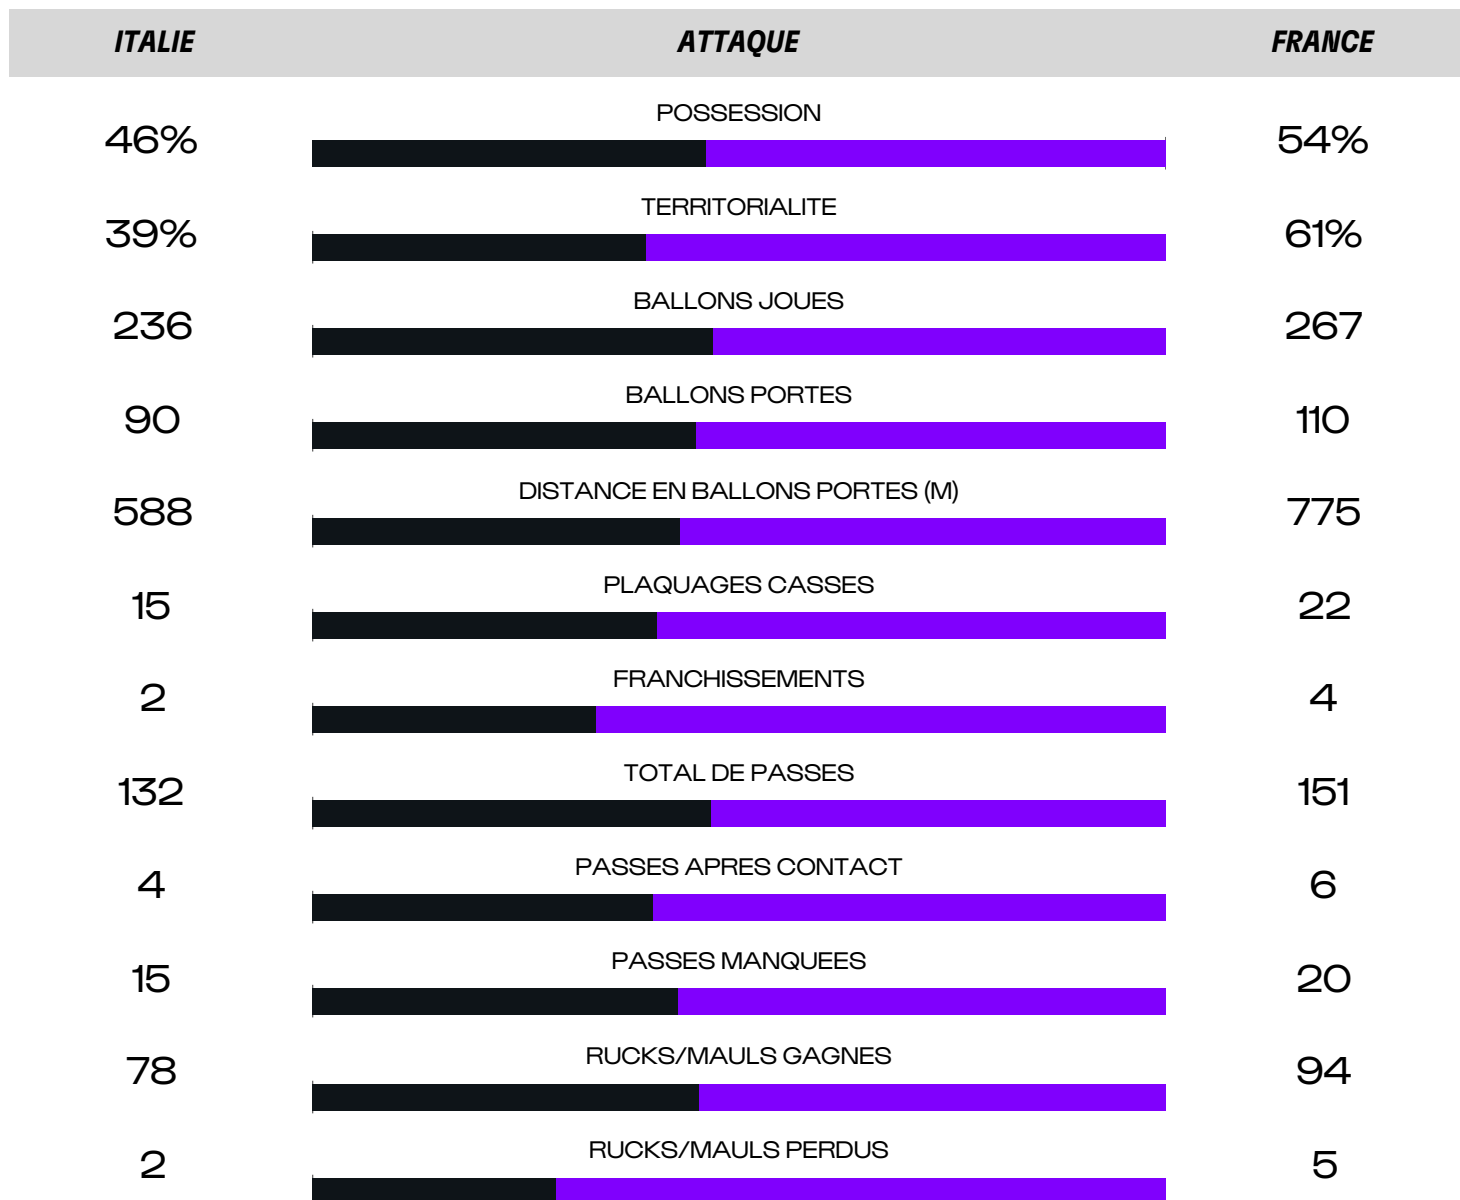 ITALIE ATTAQUE FRANCE
POSSESSION
46% 54%
TERRITORIALITE
39% 61%
BALLONS JOUES
236 267
BALLONS PORTES
90 110
DISTANCE EN BALLONS PORTES (M)
588 775
PLAQUAGES CASSES
15 22
FRANCHISSEMENTS
2 4
TOTAL DE PASSES
132 151
PASSES APRES CONTACT
4 6
PASSES MANQUEES
15 20
RUCKS/MAULS GAGNES
78 94
RUCKS/MAULS PERDUS
2 5